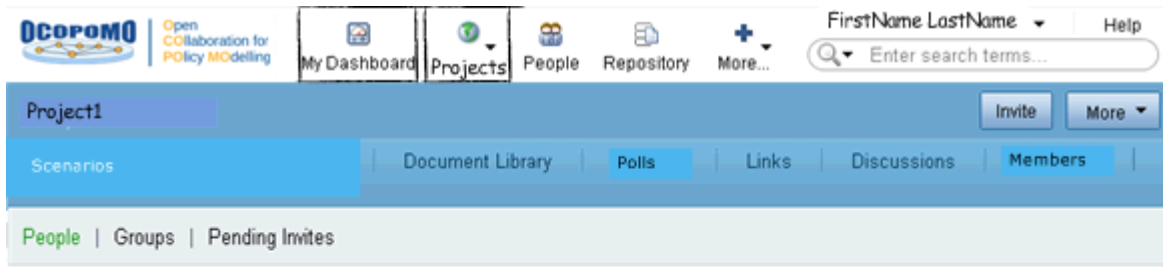 OCOPOMO
Open
COllaboration for
POlicy MOdelling
My Dashboard
Projects
People
Repository
More...
FirstName LastName
Help
Enter search terms...
Project1
Invite
More
Scenarios
Document Library
Polls
Links
Discussions
Members
People | Groups | Pending Invites